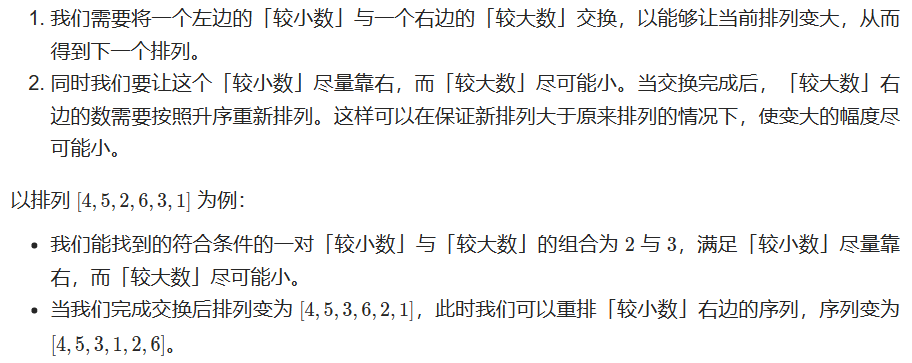 1. 我们需要将一个左边的「较小数」与一个右边的「较大数」交换，以能够让当前排列变大，从而
得到下一个排列。
2. 同时我们要让这个「较小数」尽量靠右，而「较大数」尽可能小。当交换完成后，「较大数」右
边的数需要按照升序重新排列。这样可以在保证新排列大于原来排列的情况下，使变大的幅度尽
可能小。
以排列 [4, 5, 2, 6, 3, 1] 为例：
• 我们能找到的符合条件的一对「较小数」与「较大数」的组合为 2 与 3，满足「较小数」尽量靠
右，而「较大数」尽可能小。
• 当我们完成交换后排列变为 [4, 5, 3, 6, 2, 1]，此时我们可以重排「较小数」右边的序列，序列变为
[4, 5, 3, 1, 2, 6]。